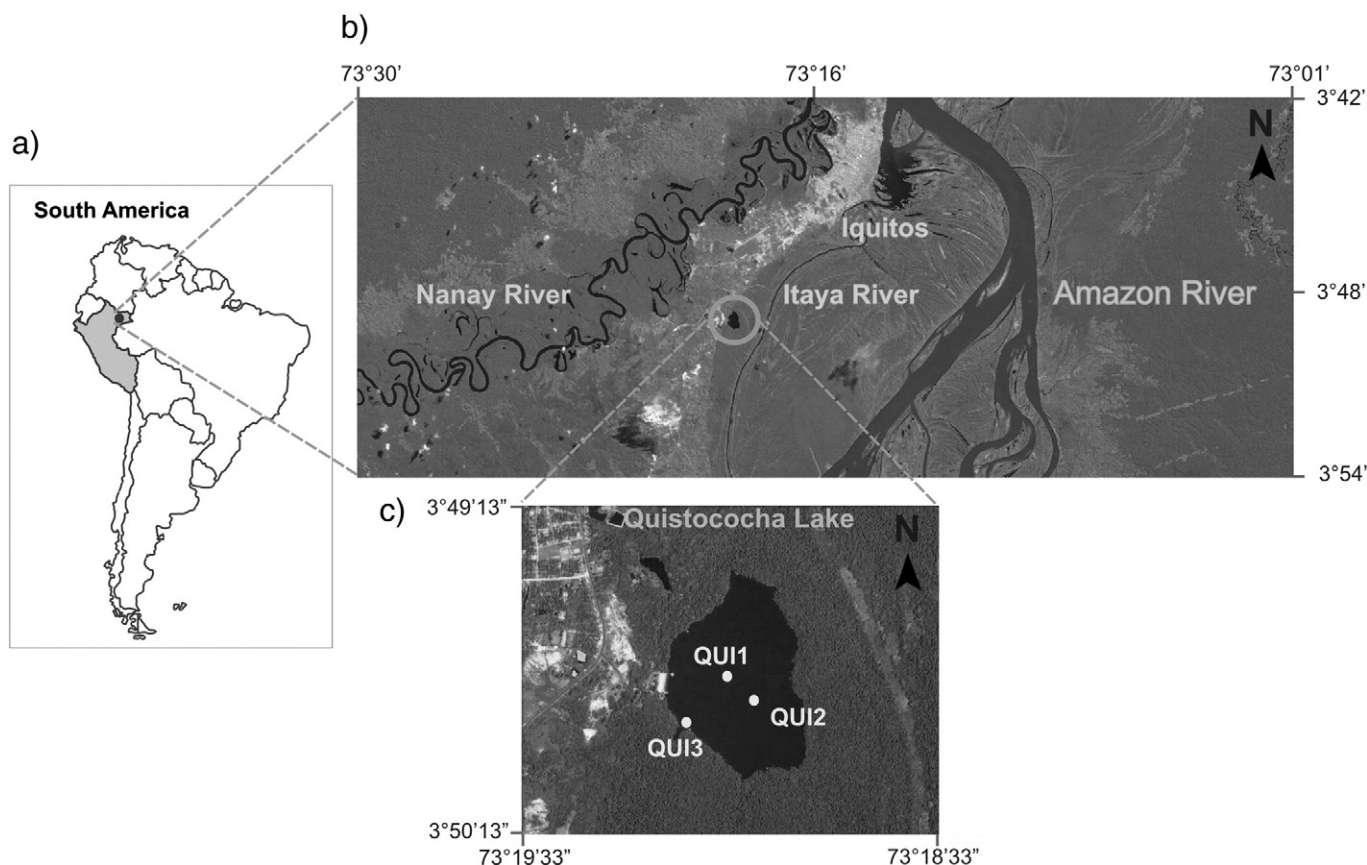 b)
73°30’ 73°16’ 73°01’
3°42’
a)
N
South America
Iquitos
Nanay River Itaya River Amazon River
3°48’
3°54’
c)
3°49’13”
Quistococha Lake
N
QUI1
QUI2
QUI3
3°50’13”
73°19’33” 73°18’33”